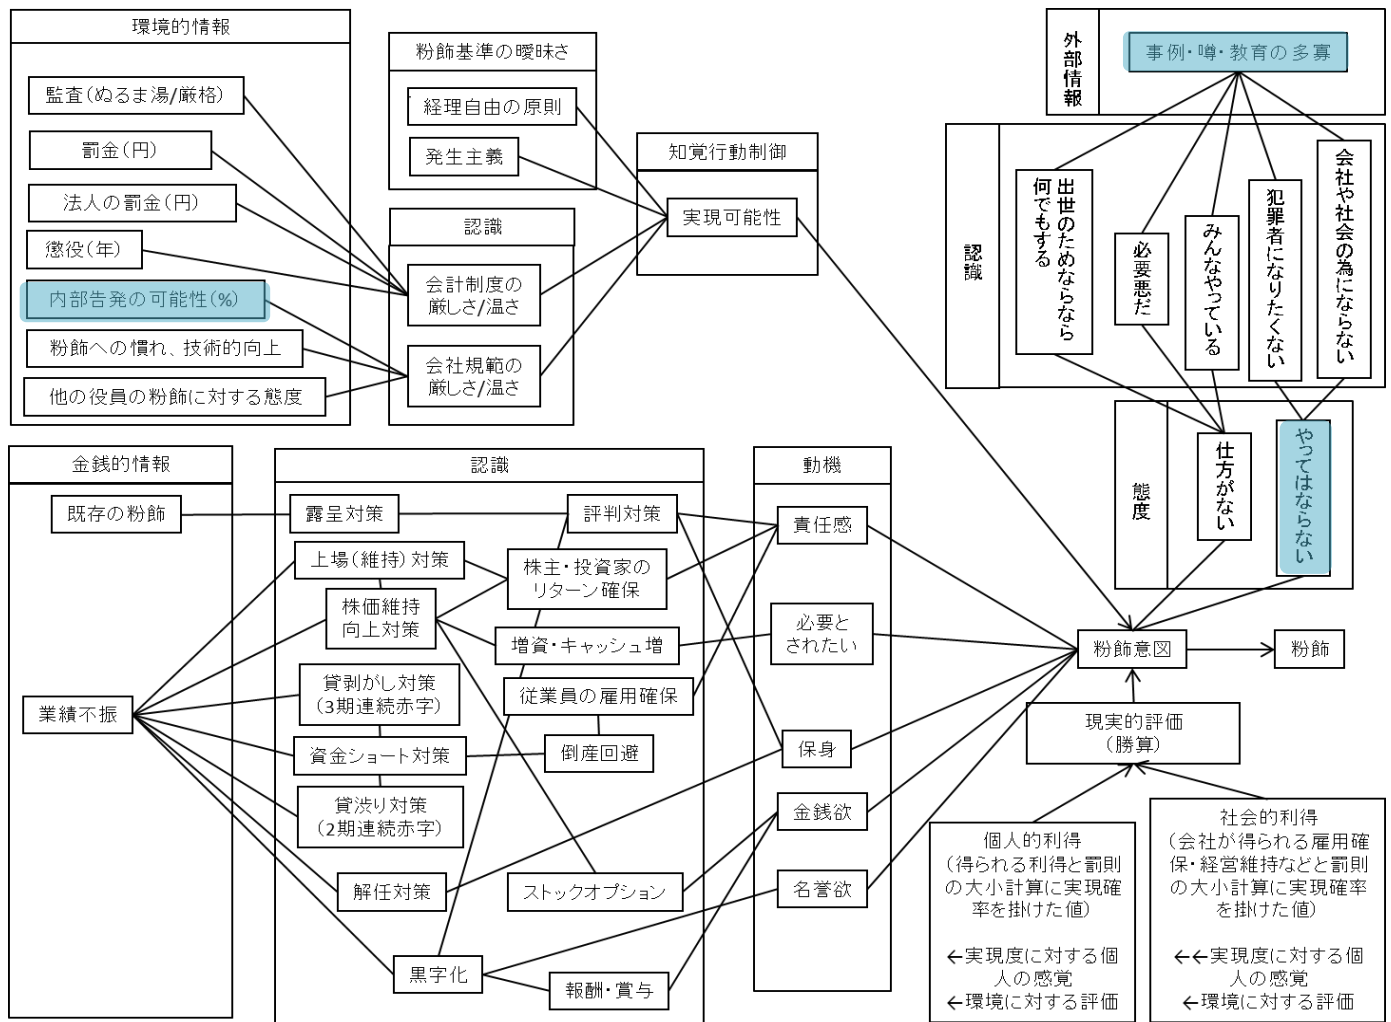 環境的情報
監査(ぬるま湯/厳格)
罰金(円)
法人の罰金(円)
懲役(年)
内部告発の可能性(%)
粉飾への慣れ、技術的向上
他の役員の粉飾に対する態度
粉飾基準の曖昧さ
経理自由の原則
発生主義
認識
会計制度の
厳しさ/温さ
会社規範の
厳しさ/温さ
知覚行動制御
実現可能性
外部情報
事例・噂・教育の多寡
認識
出世のためならなら
何でもする
必要悪だ
みんなやっている
犯罪者になりたくない
会社や社会の為にならない
態度
仕方がない
やってはならない
金銭的情報
既存の粉飾
業績不振
認識
露呈対策
評判対策
上場(維持)対策
株主・投資家の
リターン確保
株価維持
向上対策
増資・キャッシュ増
貸剥がし対策
(3期連続赤字)
従業員の雇用確保
資金ショート対策
倒産回避
貸渋り対策
(2期連続赤字)
解任対策
ストックオプション
黒字化
報酬・賞与
動機
責任感
必要と
されたい
保身
金銭欲
名誉欲
粉飾意図
粉飾
現実的評価
(勝算)
個人的利得
(得られる利得と罰則
の大小計算に実現確
率を掛けた値)
←実現度に対する個
人の感覚
←環境に対する評価
社会的利得
(会社が得られる雇用確
保・経営維持などと罰則
の大小計算に実現確率
を掛けた値)
←←実現度に対する個
人の感覚
←環境に対する評価